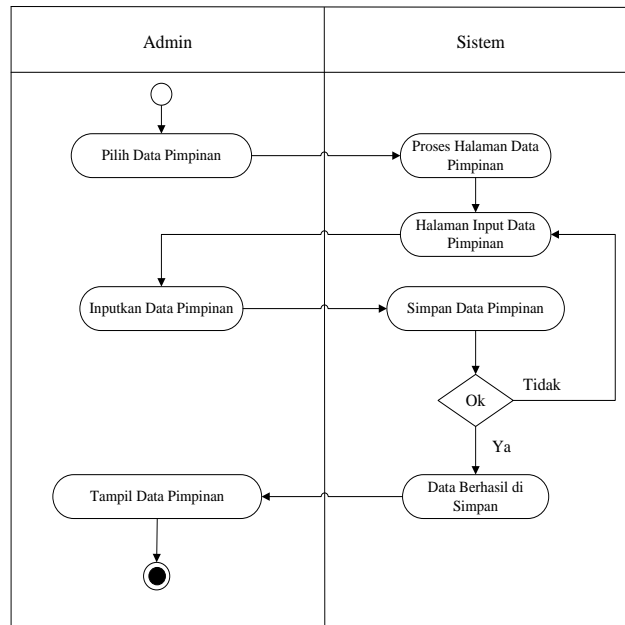 Admin
Sistem
Pilih Data Pimpinan
Proses Halaman Data
Pimpinan
Halaman Input Data
Pimpinan
Inputkan Data Pimpinan
Simpan Data Pimpinan
Ok
Tidak
Ya
Data Berhasil di
Simpan
Tampil Data Pimpinan